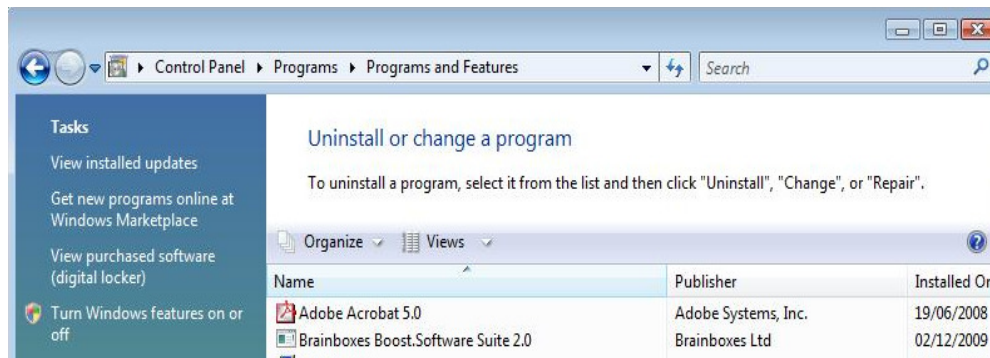 Control Panel Programs Programs and Features Search
Tasks
View installed updates
Get new programs online at
Windows Marketplace
View purchased software
(digital locker)
Turn Windows features on or
off
Uninstall or change a program
To uninstall a program, select it from the list and then click "Uninstall", "Change", or "Repair".
Organize Views
Name Publisher Installed On
Adobe Acrobat 5.0 Adobe Systems, Inc. 19/06/2008
Brainboxes Boost.Software Suite 2.0 Brainboxes Ltd 02/12/2009